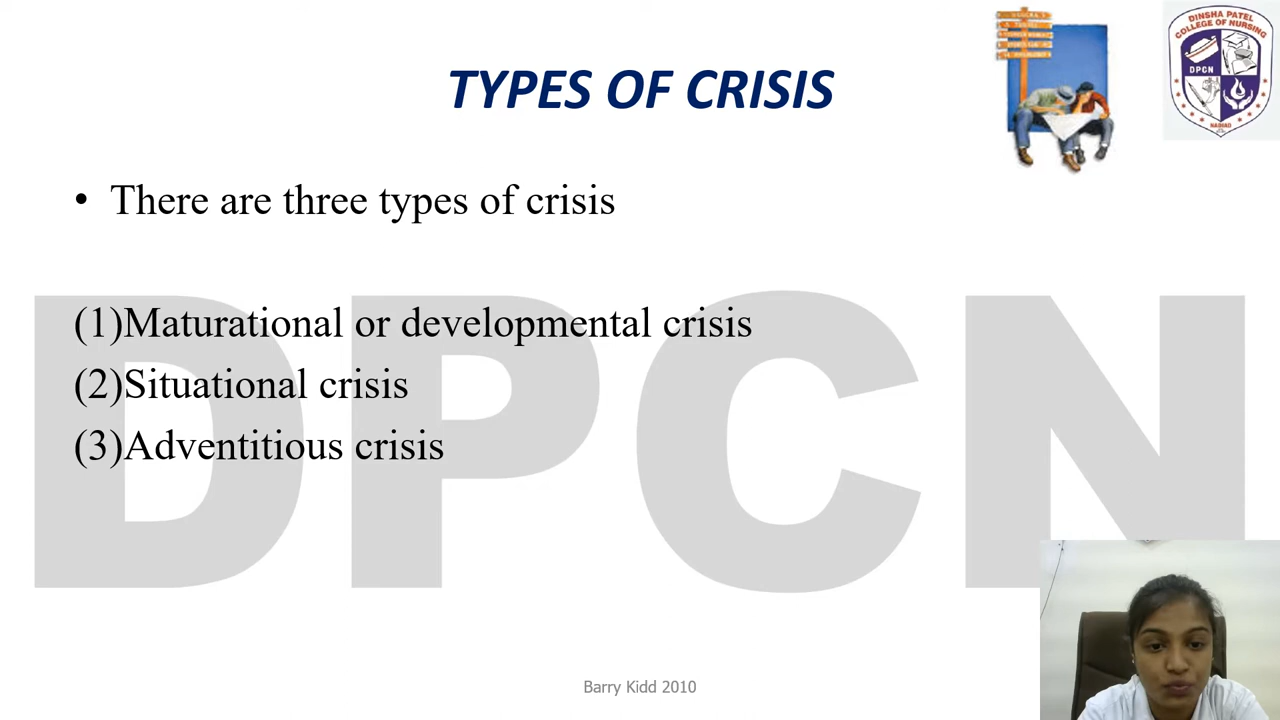 TYPES OF CRISIS
DINSHA PATEL
COLLEGE OF NURSING
DPCN
NADIAD
• There are three types of crisis
(1)Maturational or developmental crisis
(2)Situational crisis
(3)Adventitious crisis
DPCN
Barry Kidd 2010